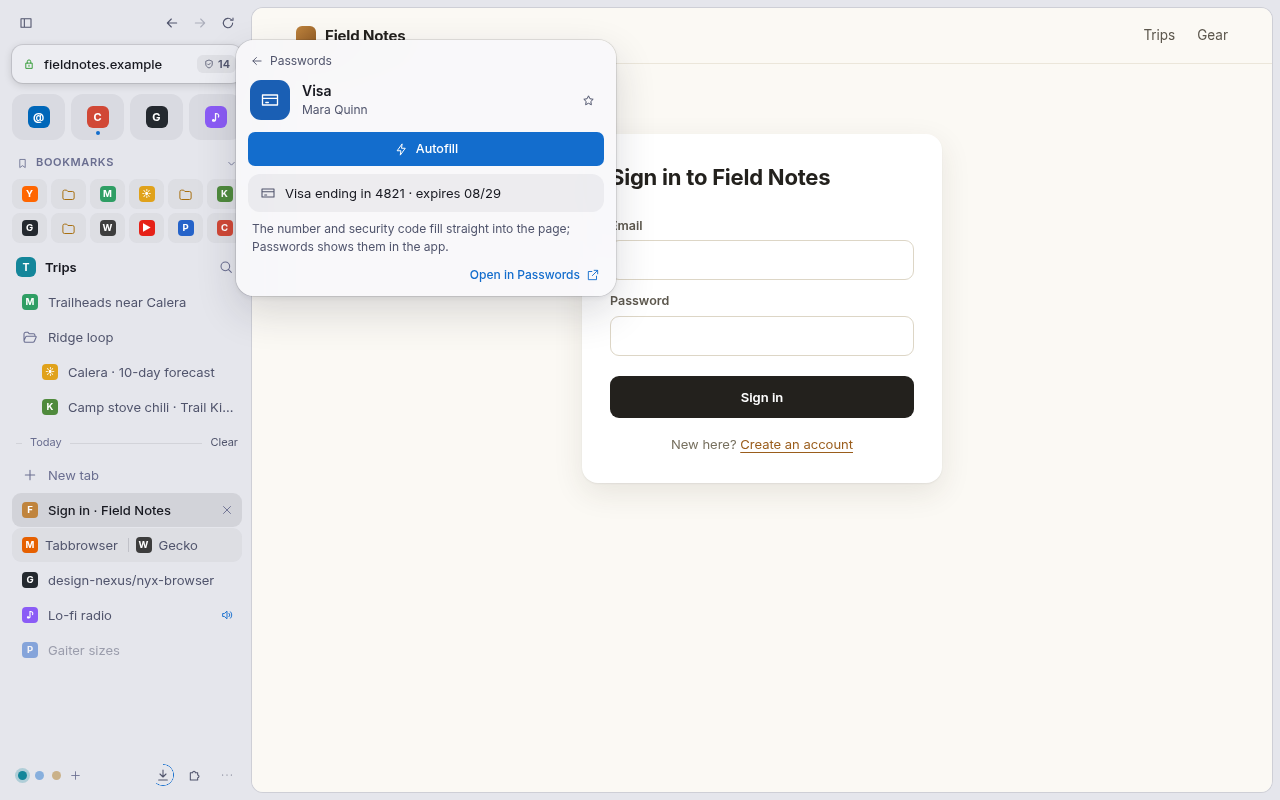 fieldnotes.example
14
@
C
G
BOOKMARKS
Y
M
K
G
W
P
C
T
Trips
M
Trailheads near Calera
Ridge loop
Calera · 10-day forecast
K
Camp stove chili · Trail Ki...
Today
Clear
New tab
F
Sign in · Field Notes
M
Tabbrowser
W
Gecko
G
design-nexus/nyx-browser
Lo-fi radio
P
Gaiter sizes
Passwords
Visa
Mara Quinn
Autofill
Visa ending in 4821 · expires 08/29
The number and security code fill straight into the page;
Passwords shows them in the app.
Open in Passwords
Field Notes
Trips
Gear
Sign in to Field Notes
Email
Password
Sign in
New here? Create an account